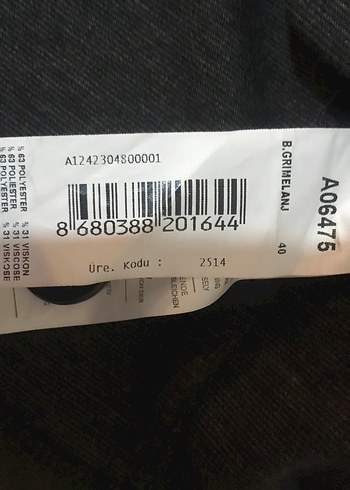 A1242304800001
8 680388 201644
Üre. Kodu : 2514
B.GRIMELANJ
40
A06475
% 63 POLYESTER % 31 VISKON
% 63 POLIESTER % 31 VISCOSE
% 63 POLYESTER % 31 VISKOSE